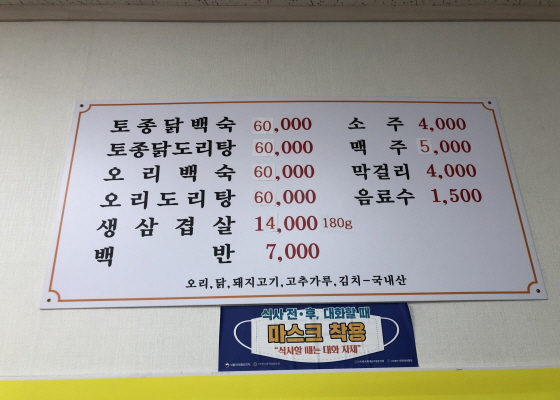 토종닭백숙 60,000
토종닭도리탕 60,000
오리백숙 60,000
오리도리탕 60,000
생삼겹살 14,000 180g
백반 7,000
소주 4,000
맥주 5,000
막걸리 4,000
음료수 1,500
오리,닭,돼지고기,고추가루,김치-국내산
식사 전·후, 대화할 때
마스크 착용
"식사할 때는 대화 자제"